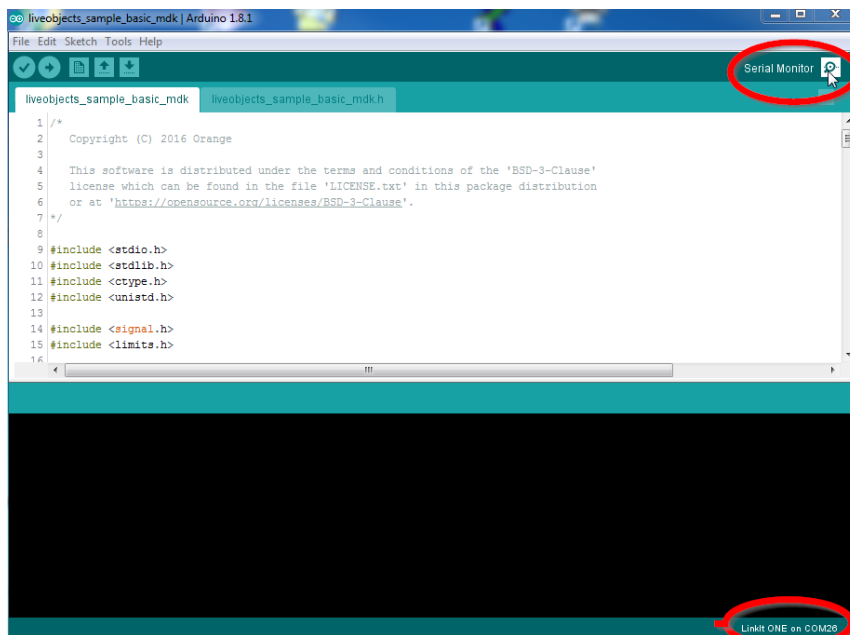 liveobjects_sample_basic_mdk | Arduino 1.8.1
File Edit Sketch Tools Help
Serial Monitor
liveobjects_sample_basic_mdk liveobjects_sample_basic_mdk.h
1 /*
2 Copyright (C) 2016 Orange
3
4 This software is distributed under the terms and conditions of the 'BSD-3-Clause'
5 license which can be found in the file 'LICENSE.txt' in this package distribution
6 or at 'https://opensource.org/licenses/BSD-3-Clause'.
7 */
8
9 #include <stdio.h>
10 #include <stdlib.h>
11 #include <ctype.h>
12 #include <unistd.h>
13
14 #include <signal.h>
15 #include <limits.h>
16
LinkIt ONE on COM26